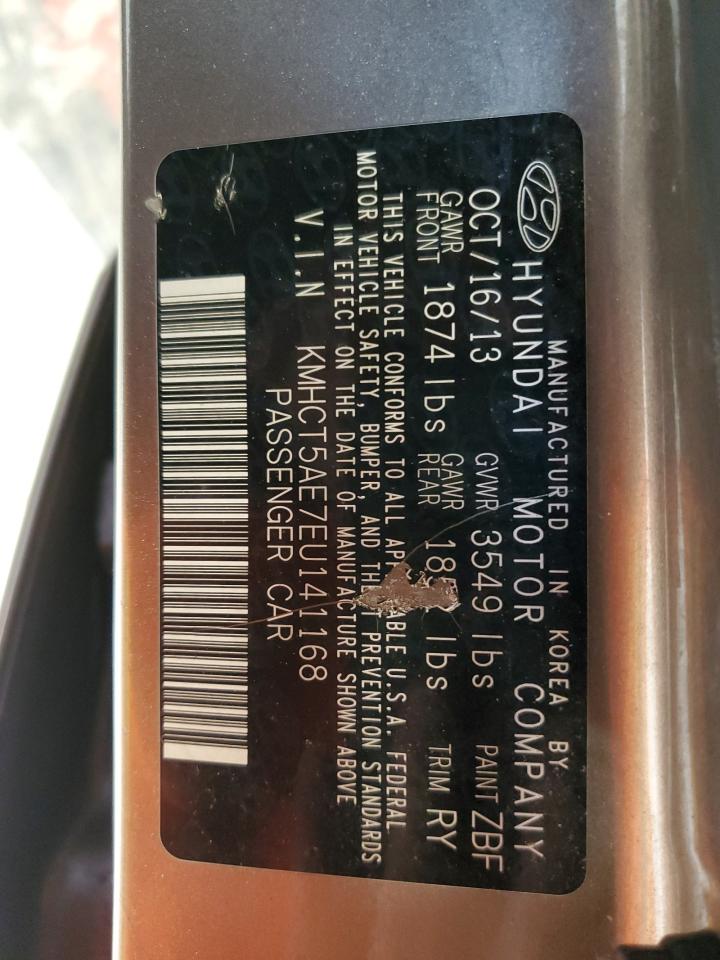 MANUFACTURED IN KOREA BY
HYUNDAI MOTOR COMPANY
OCT/16/13 GVWR 3549 lbs PAINT ZBF
GAWR FRONT 1874 lbs GAWR REAR lbs TRIM RY
THIS VEHICLE CONFORMS TO ALL U.S.A. FEDERAL
MOTOR VEHICLE SAFETY, BUMPER, AND PREVENTION STANDARDS
IN EFFECT ON THE DATE OF MANUFACTURE SHOWN ABOVE
V.I.N KMHCT5AE7EU141168
PASSENGER CAR